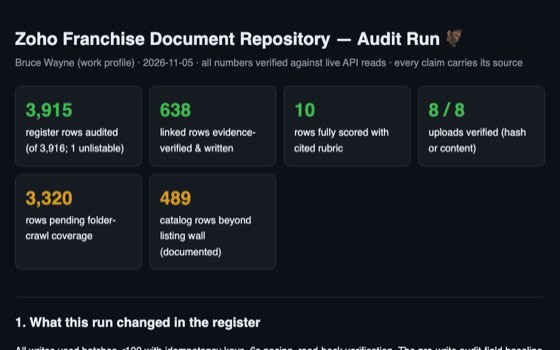 Zoho Franchise Document Repository — Audit Run
Bruce Wayne (work profile) · 2026-11-05 · all numbers verified against live API reads · every claim carries its source
3,915
register rows audited
(of 3,916; 1 unlistable)
638
linked rows evidence-
verified & written
10
rows fully scored with
cited rubric
8 / 8
uploads verified (hash
or content)
3,320
rows pending folder-
crawl coverage
489
catalog rows beyond
listing wall
(documented)
1. What this run changed in the register